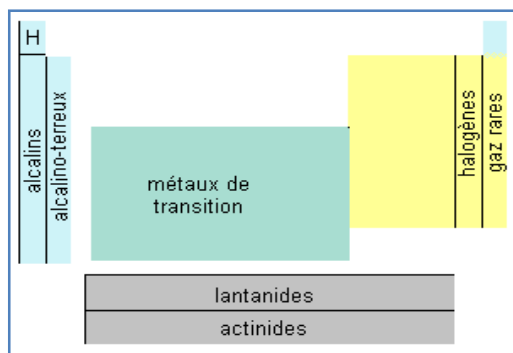 H
alcalins
alcalino-terreux
métaux de
transition
halogènes
gaz rares
lantanides
actinides